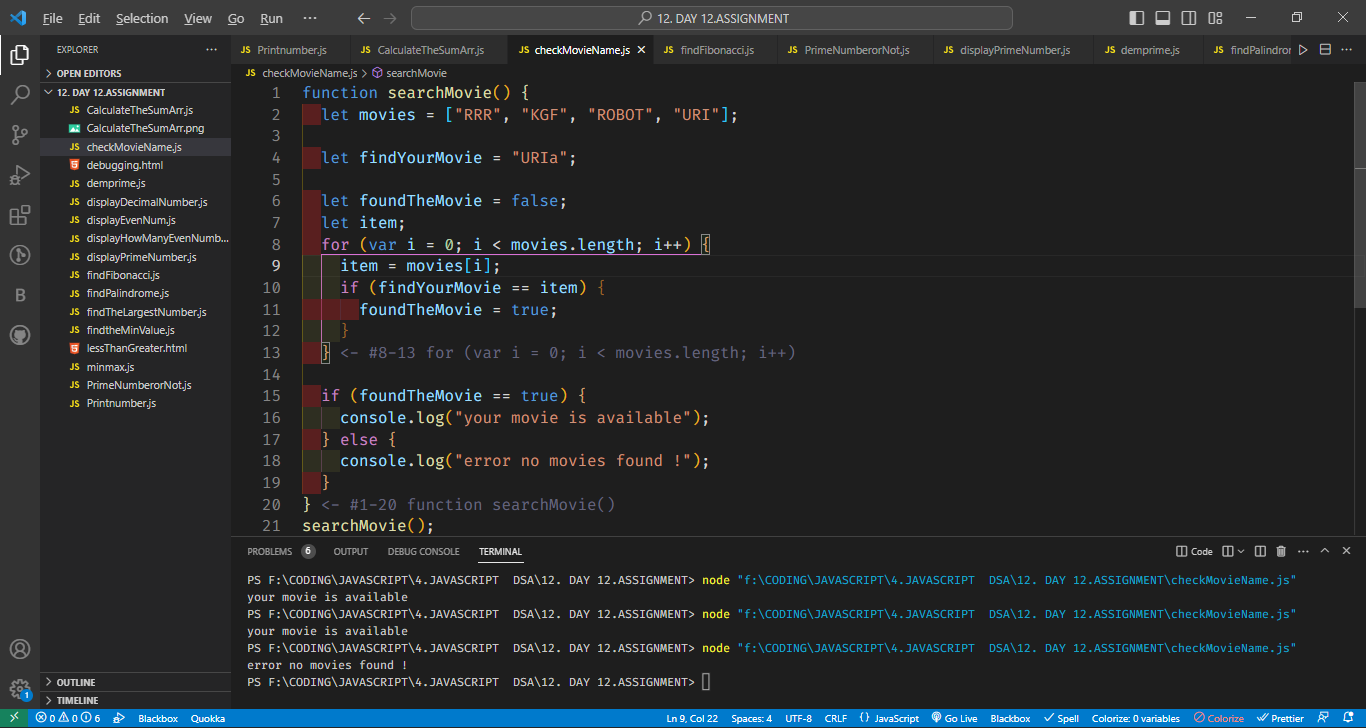 File Edit Selection View Go Run ··· 12. DAY 12.ASSIGNMENT
EXPLORER ···
OPEN EDITORS
12. DAY 12.ASSIGNMENT
JS CalculateTheSumArr.js
CalculateTheSumArr.png
JS checkMovieName.js
debugging.html
JS demprime.js
JS displayDecimalNumber.js
JS displayEvenNum.js
JS displayHowManyEvenNumb...
JS displayPrimeNumber.js
JS findFibonacci.js
JS findPalindrome.js
JS findTheLargestNumber.js
JS findtheMinValue.js
lessThanGreater.html
JS minmax.js
JS PrimeNumberorNot.js
JS Printnumber.js
OUTLINE
TIMELINE
JS Printnumber.js JS CalculateTheSumArr.js JS checkMovieName.js JS findFibonacci.js JS PrimeNumberorNot.js JS displayPrimeNumber.js JS demprime.js JS findPalindror
JS checkMovieName.js > searchMovie
1 function searchMovie() {
2 let movies = ["RRR", "KGF", "ROBOT", "URI"];
3
4 let findYourMovie = "URIa";
5
6 let foundTheMovie = false;
7 let item;
8 for (var i = 0; i < movies.length; i++) {
9 item = movies[i];
10 if (findYourMovie == item) {
11 foundTheMovie = true;
12 }
13 } <- #8-13 for (var i = 0; i < movies.length; i++)
14
15 if (foundTheMovie == true) {
16 console.log("your movie is available");
17 } else {
18 console.log("error no movies found !");
19 }
20 } <- #1-20 function searchMovie()
21 searchMovie();
PROBLEMS 6 OUTPUT DEBUG CONSOLE TERMINAL Code
PS F:\CODING\JAVASCRIPT\4.JAVASCRIPT  DSA\12. DAY 12.ASSIGNMENT> node "f:\CODING\JAVASCRIPT\4.JAVASCRIPT  DSA\12. DAY 12.ASSIGNMENT\checkMovieName.js"
your movie is available
PS F:\CODING\JAVASCRIPT\4.JAVASCRIPT  DSA\12. DAY 12.ASSIGNMENT> node "f:\CODING\JAVASCRIPT\4.JAVASCRIPT  DSA\12. DAY 12.ASSIGNMENT\checkMovieName.js"
your movie is available
PS F:\CODING\JAVASCRIPT\4.JAVASCRIPT  DSA\12. DAY 12.ASSIGNMENT> node "f:\CODING\JAVASCRIPT\4.JAVASCRIPT  DSA\12. DAY 12.ASSIGNMENT\checkMovieName.js"
error no movies found !
PS F:\CODING\JAVASCRIPT\4.JAVASCRIPT  DSA\12. DAY 12.ASSIGNMENT>
B
1
0 0 6 Blackbox Quokka Ln 9, Col 22 Spaces: 4 UTF-8 CRLF {} JavaScript Go Live Blackbox Spell Colorize: 0 variables Colorize Prettier